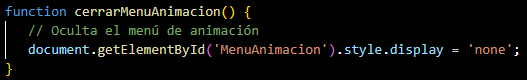 function cerrarMenuAnimacion() {
// Oculta el menú de animación
document.getElementById('MenuAnimacion').style.display = 'none';
}